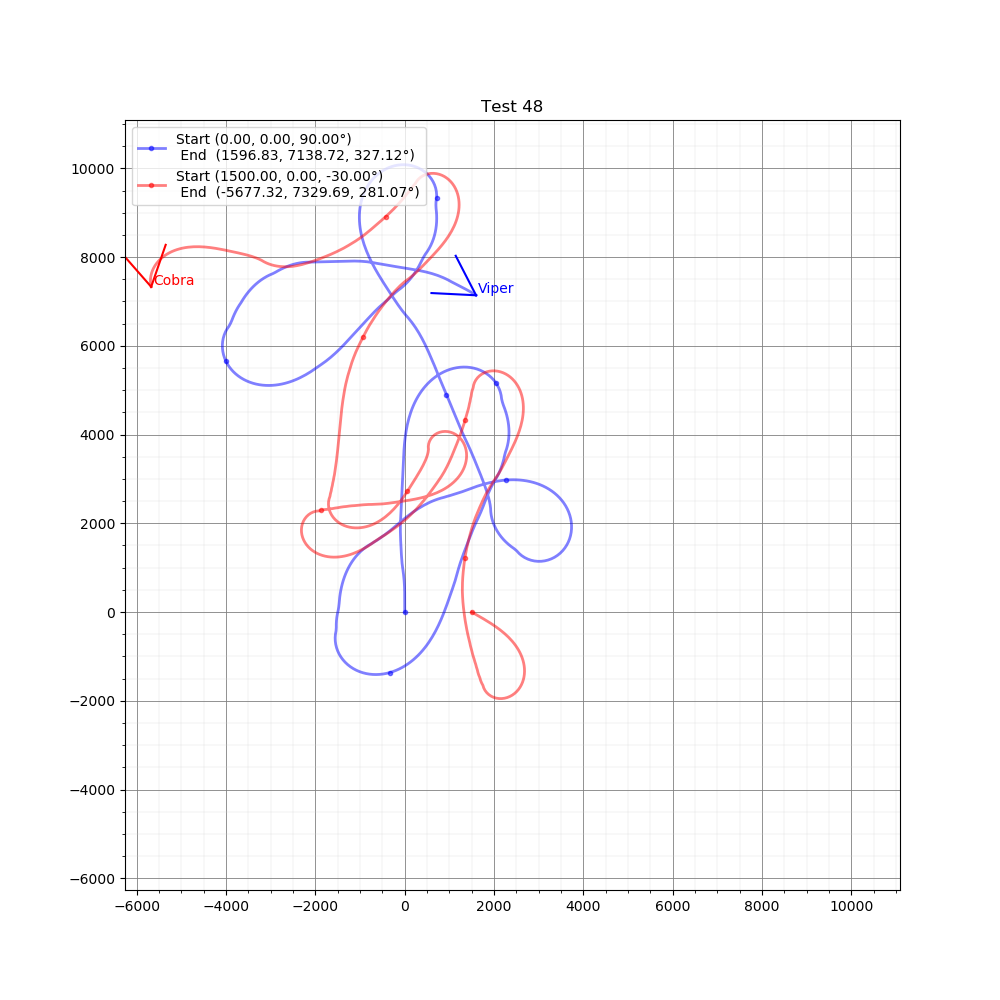 Test 48
Start (0.00, 0.00, 90.00°)
End (1596.83, 7138.72, 327.12°)
Start (1500.00, 0.00, -30.00°)
End (-5677.32, 7329.69, 281.07°)
10000
8000
6000
4000
2000
0
−2000
−4000
−6000
Cobra
Viper
−6000 −4000 −2000 0 2000 4000 6000 8000 10000